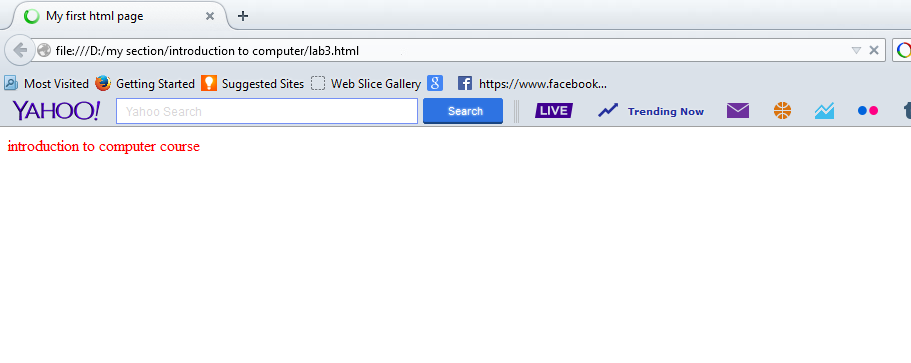 My first html page
file:///D:/my section/introduction to computer/lab3.html
Most Visited Getting Started Suggested Sites Web Slice Gallery https://www.facebook...
YAHOO! Yahoo Search Search LIVE Trending Now
introduction to computer course